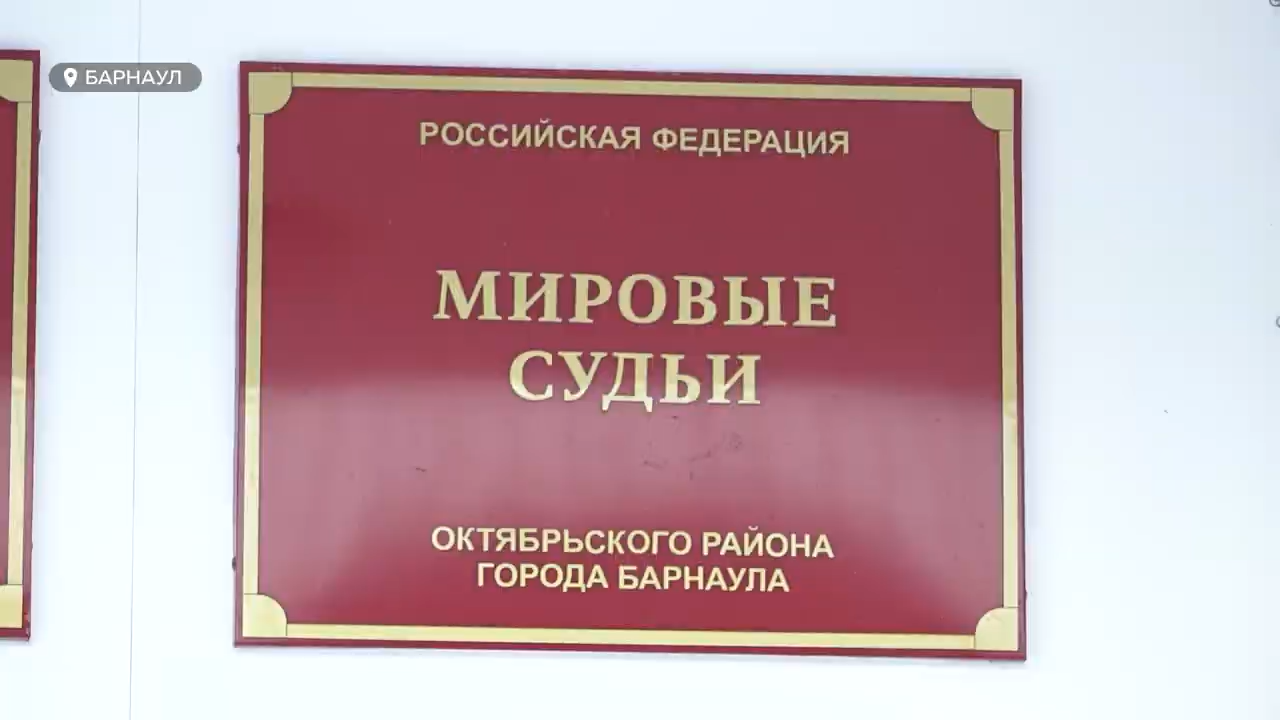 БАРНАУЛ
РОССИЙСКАЯ ФЕДЕРАЦИЯ
МИРОВЫЕ
СУДЬИ
ОКТЯБРЬСКОГО РАЙОНА
ГОРОДА БАРНАУЛА